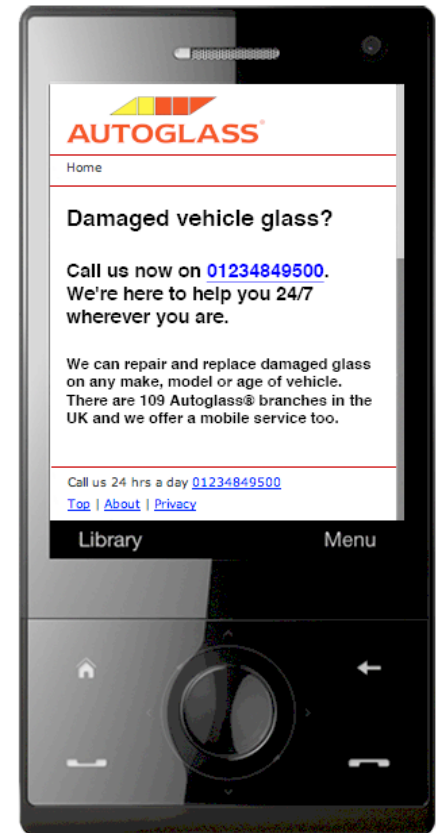 AUTOGLASS®
Home
Damaged vehicle glass?
Call us now on 01234849500.
We're here to help you 24/7
wherever you are.
We can repair and replace damaged glass
on any make, model or age of vehicle.
There are 109 Autoglass® branches in the
UK and we offer a mobile service too.
Call us 24 hrs a day 01234849500
Top | About | Privacy
Library Menu